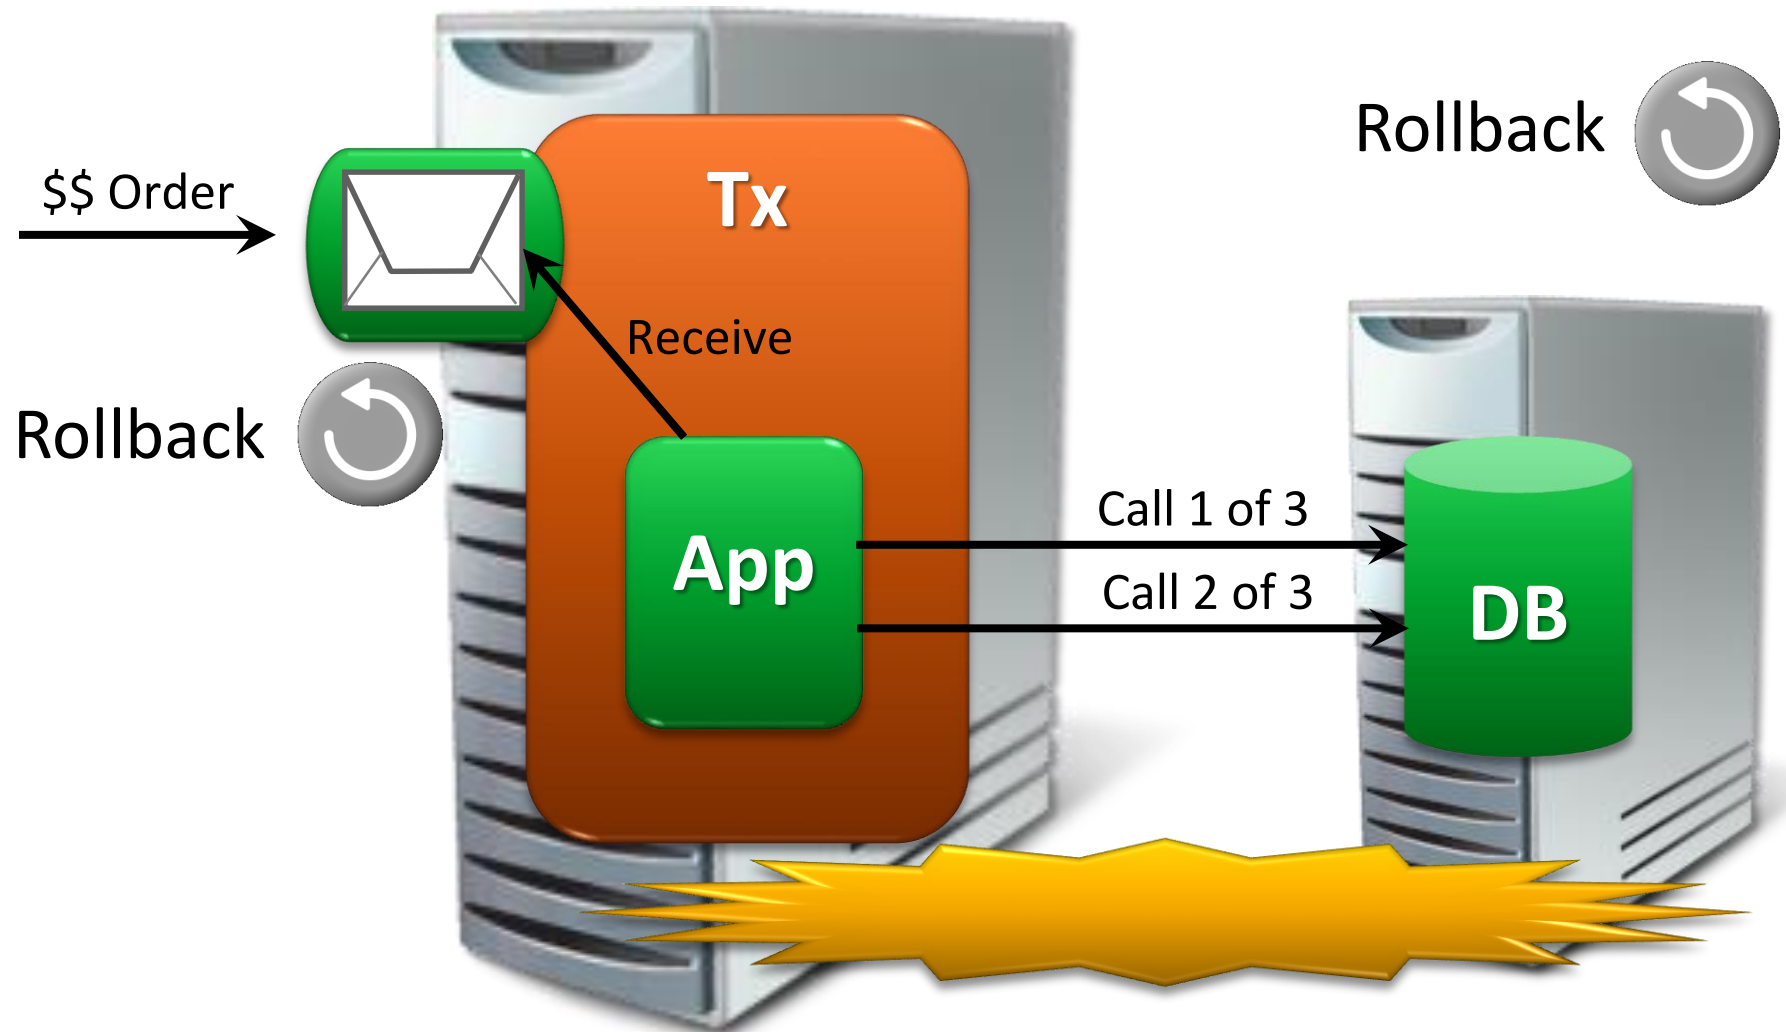 Rollback
$$ Order
Tx
Receive
Rollback
Call 1 of 3
App
Call 2 of 3
DB